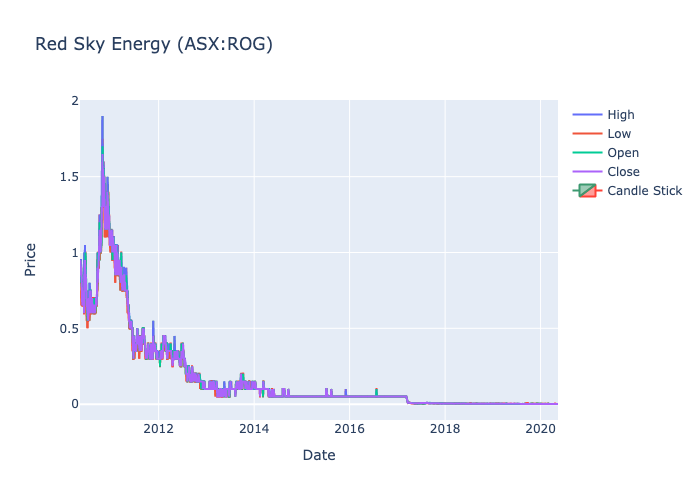 Red Sky Energy (ASX:ROG)
2
1.5
1
0.5
0
Price
2012
2014
2016
2018
2020
Date
High
Low
Open
Close
Candle Stick